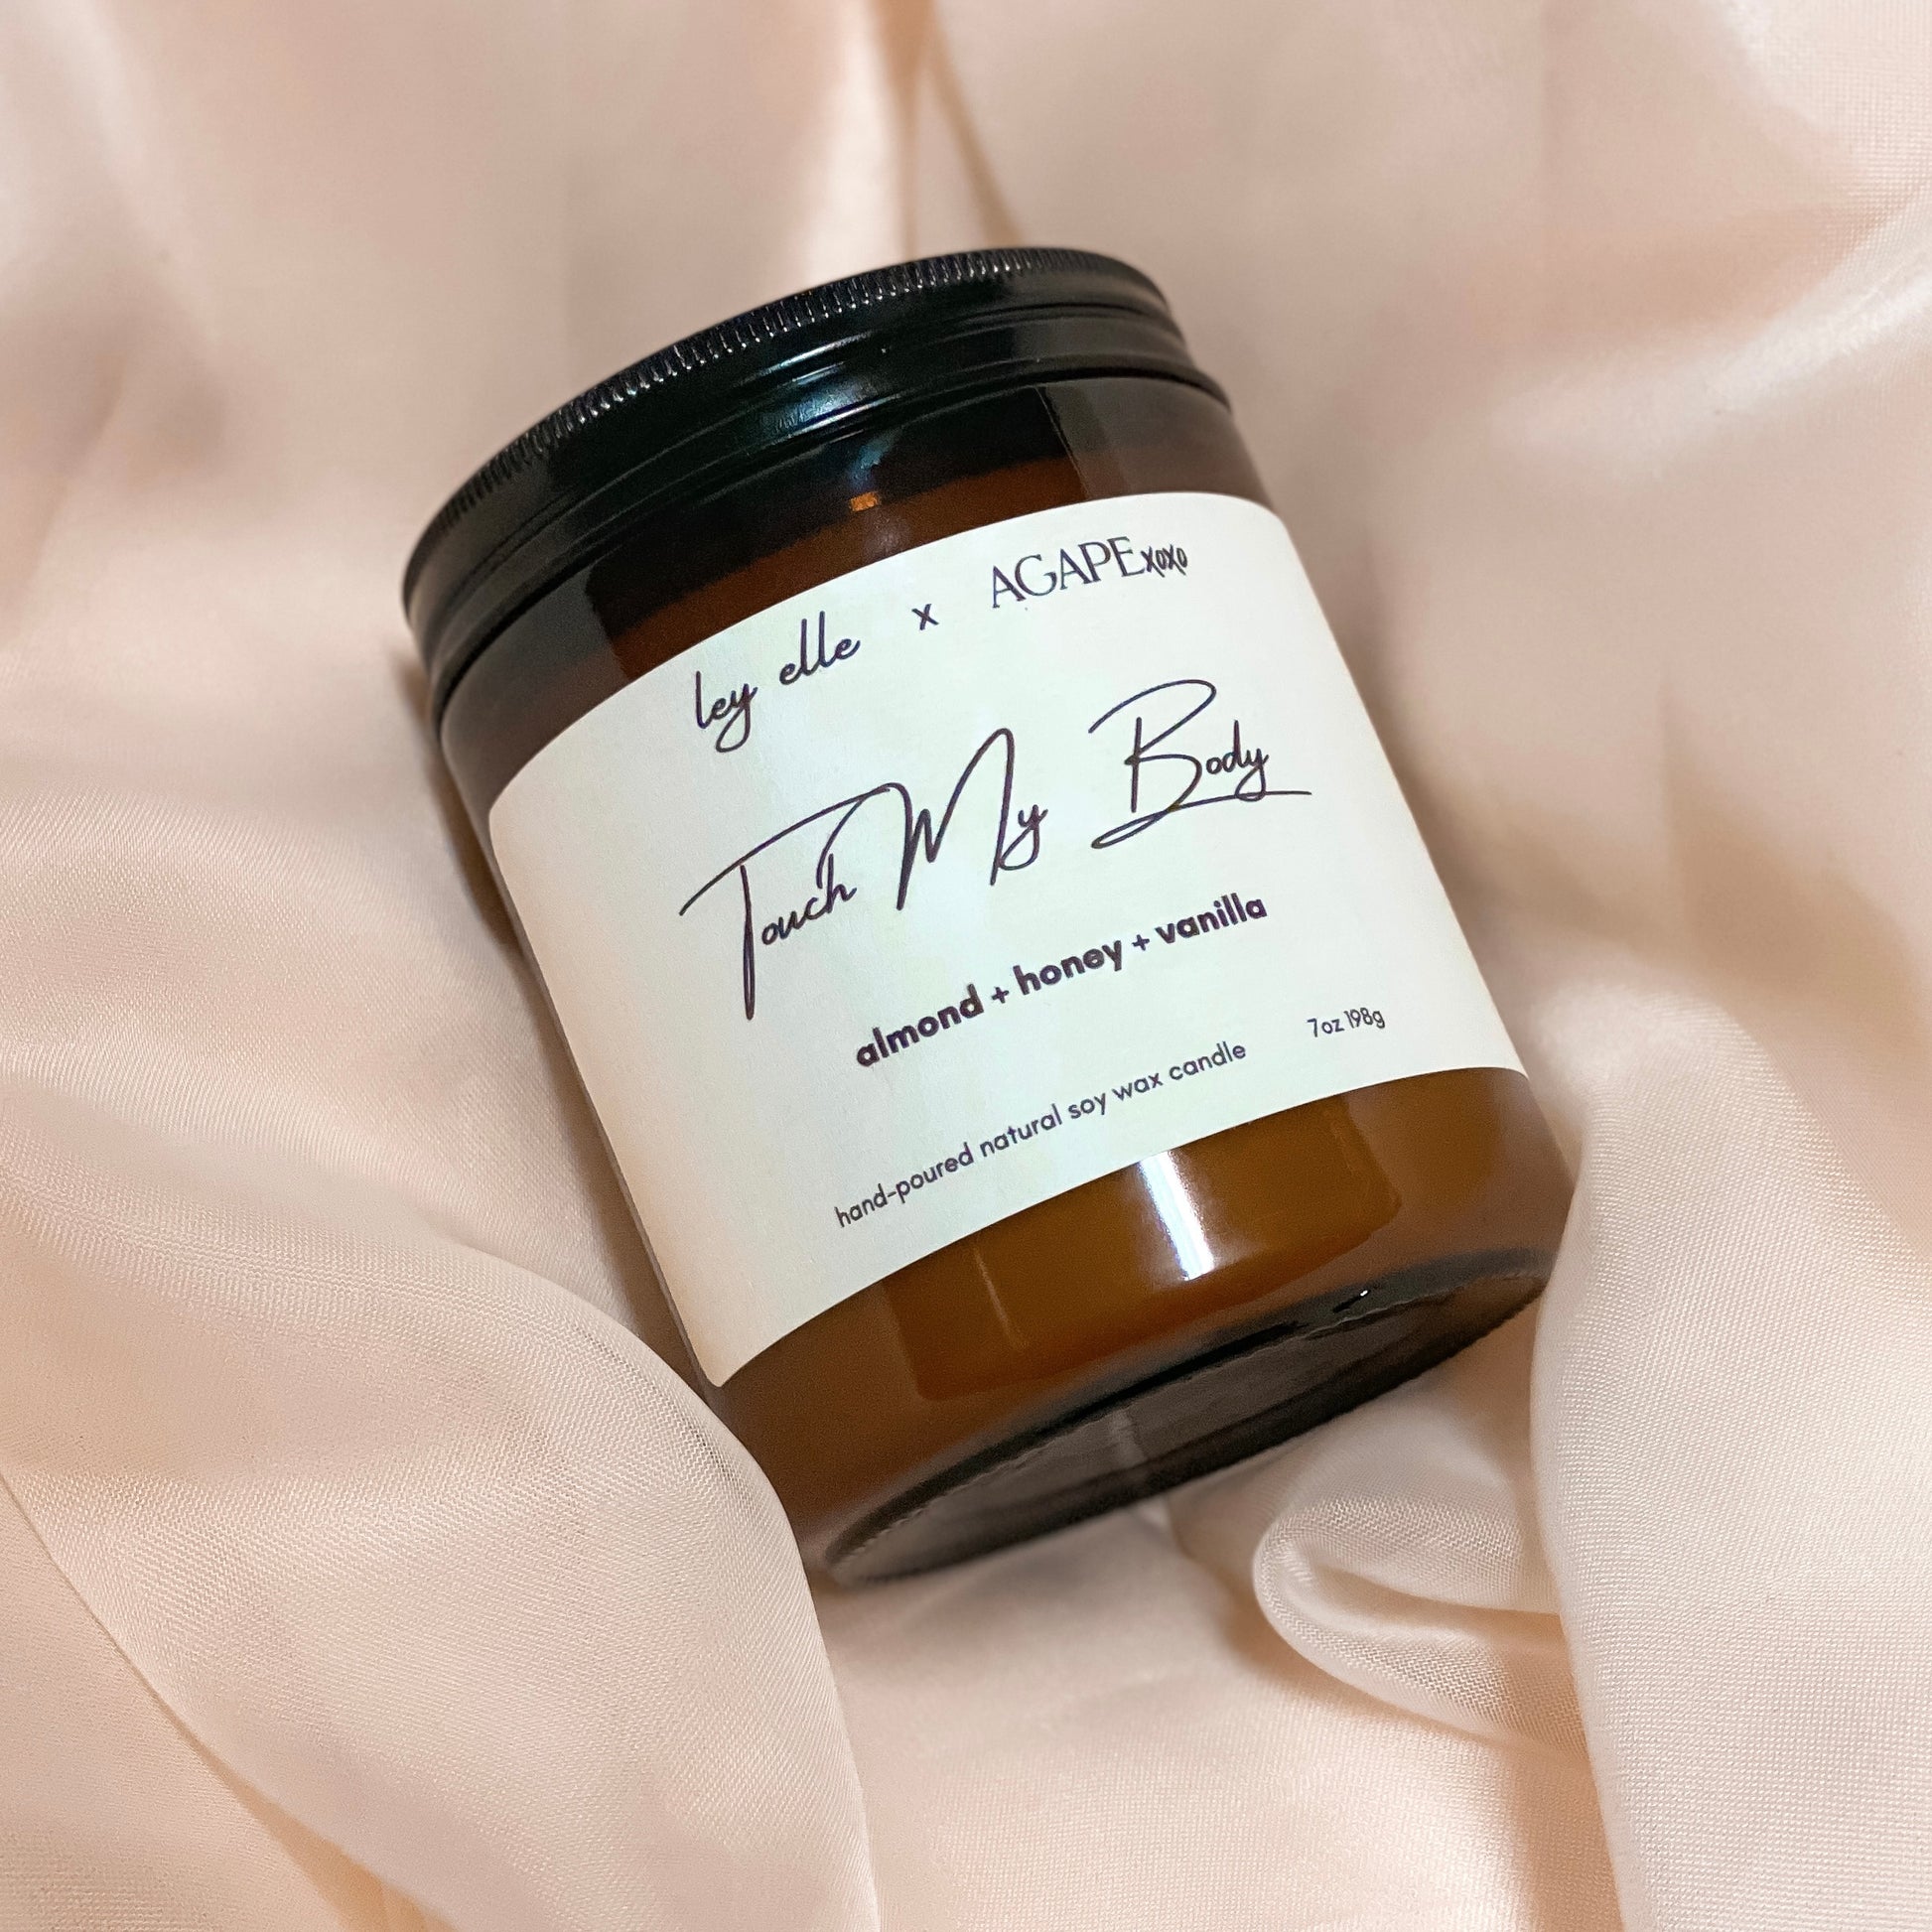 ley elle x AGAPExoxo
Touch My Body
almond + honey + vanilla
hand-poured natural soy wax candle 7oz 198g